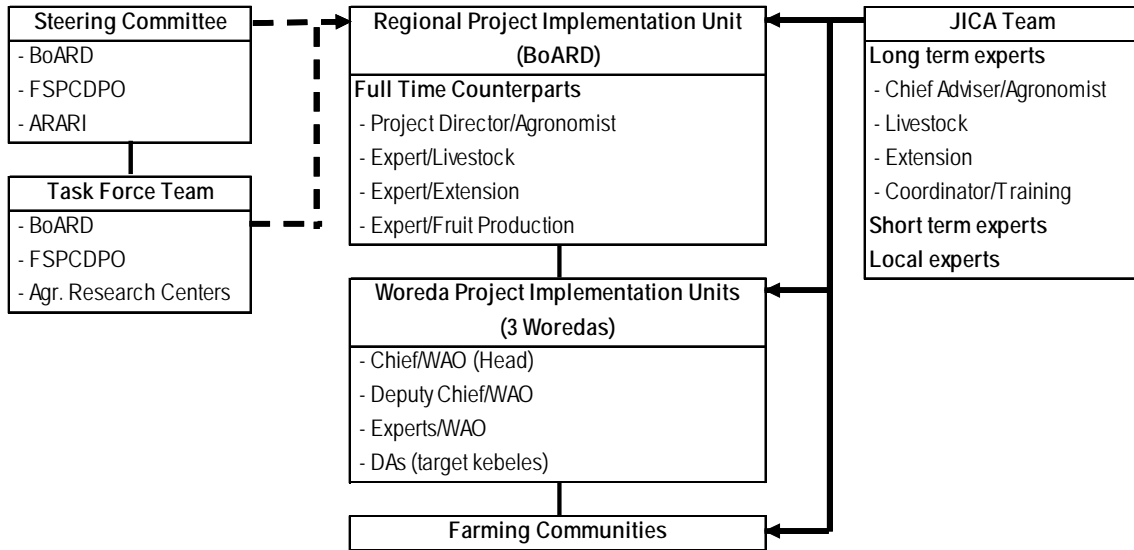 Steering Committee
- BoARD
- FSPCDPO
- ARARI
Task Force Team
- BoARD
- FSPCDPO
- Agr. Research Centers
Regional Project Implementation Unit
(BoARD)
Full Time Counterparts
- Project Director/Agronomist
- Expert/Livestock
- Expert/Extension
- Expert/Fruit Production
Woreda Project Implementation Units
(3 Woredas)
- Chief/WAO (Head)
- Deputy Chief/WAO
- Experts/WAO
- DAs (target kebeles)
Farming Communities
JICA Team
Long term experts
- Chief Adviser/Agronomist
- Livestock
- Extension
- Coordinator/Training
Short term experts
Local experts